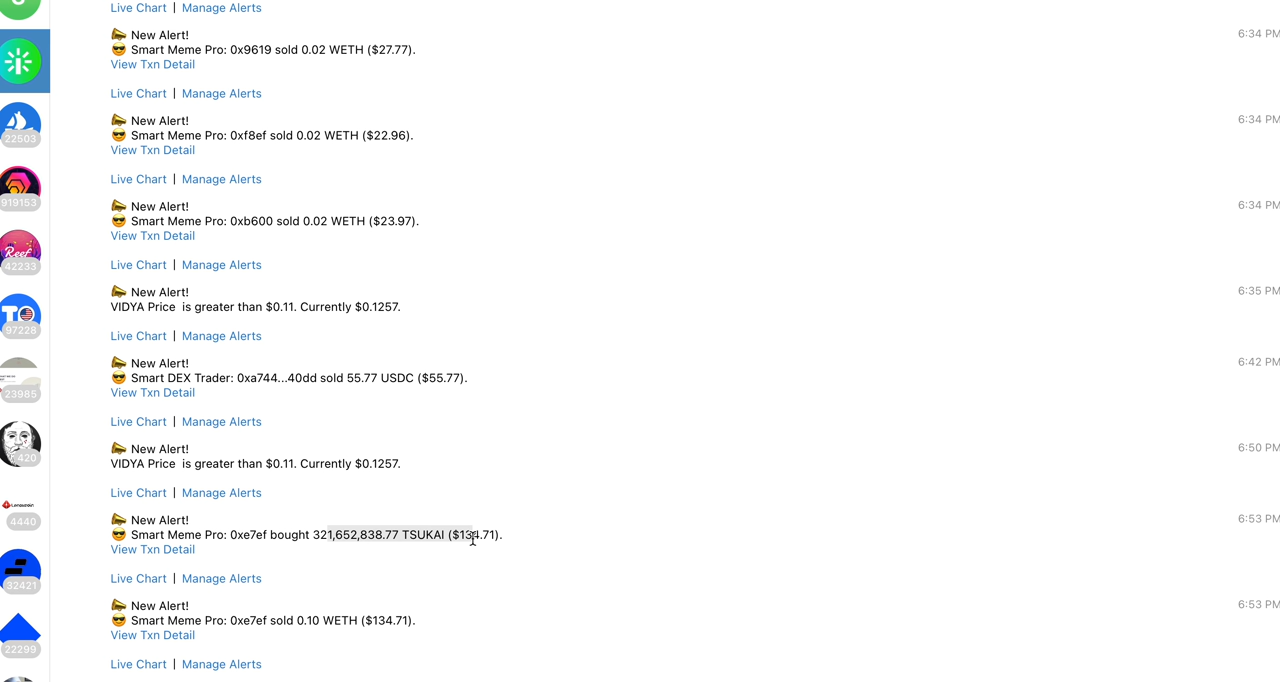 Live Chart | Manage Alerts
New Alert!
6:34 PM
😎 Smart Meme Pro: 0x9619 sold 0.02 WETH ($27.77).
View Txn Detail
Live Chart | Manage Alerts
New Alert!
6:34 PM
😎 Smart Meme Pro: 0xf8ef sold 0.02 WETH ($22.96).
View Txn Detail
22503
Live Chart | Manage Alerts
919153
New Alert!
6:34 PM
😎 Smart Meme Pro: 0xb600 sold 0.02 WETH ($23.97).
View Txn Detail
Reef
42233
Live Chart | Manage Alerts
New Alert!
6:35 PM
VIDYA Price is greater than $0.11. Currently $0.1257.
97228
Live Chart | Manage Alerts
New Alert!
6:42 PM
😎 Smart DEX Trader: 0xa744...40dd sold 55.77 USDC ($55.77).
View Txn Detail
23985
Live Chart | Manage Alerts
New Alert!
6:50 PM
420
VIDYA Price is greater than $0.11. Currently $0.1257.
Live Chart | Manage Alerts
New Alert!
6:53 PM
4440
😎 Smart Meme Pro: 0xe7ef bought 321,652,838.77 TSUKAI ($134.71).
View Txn Detail
Live Chart | Manage Alerts
32421
New Alert!
6:53 PM
😎 Smart Meme Pro: 0xe7ef sold 0.10 WETH ($134.71).
View Txn Detail
22299
Live Chart | Manage Alerts